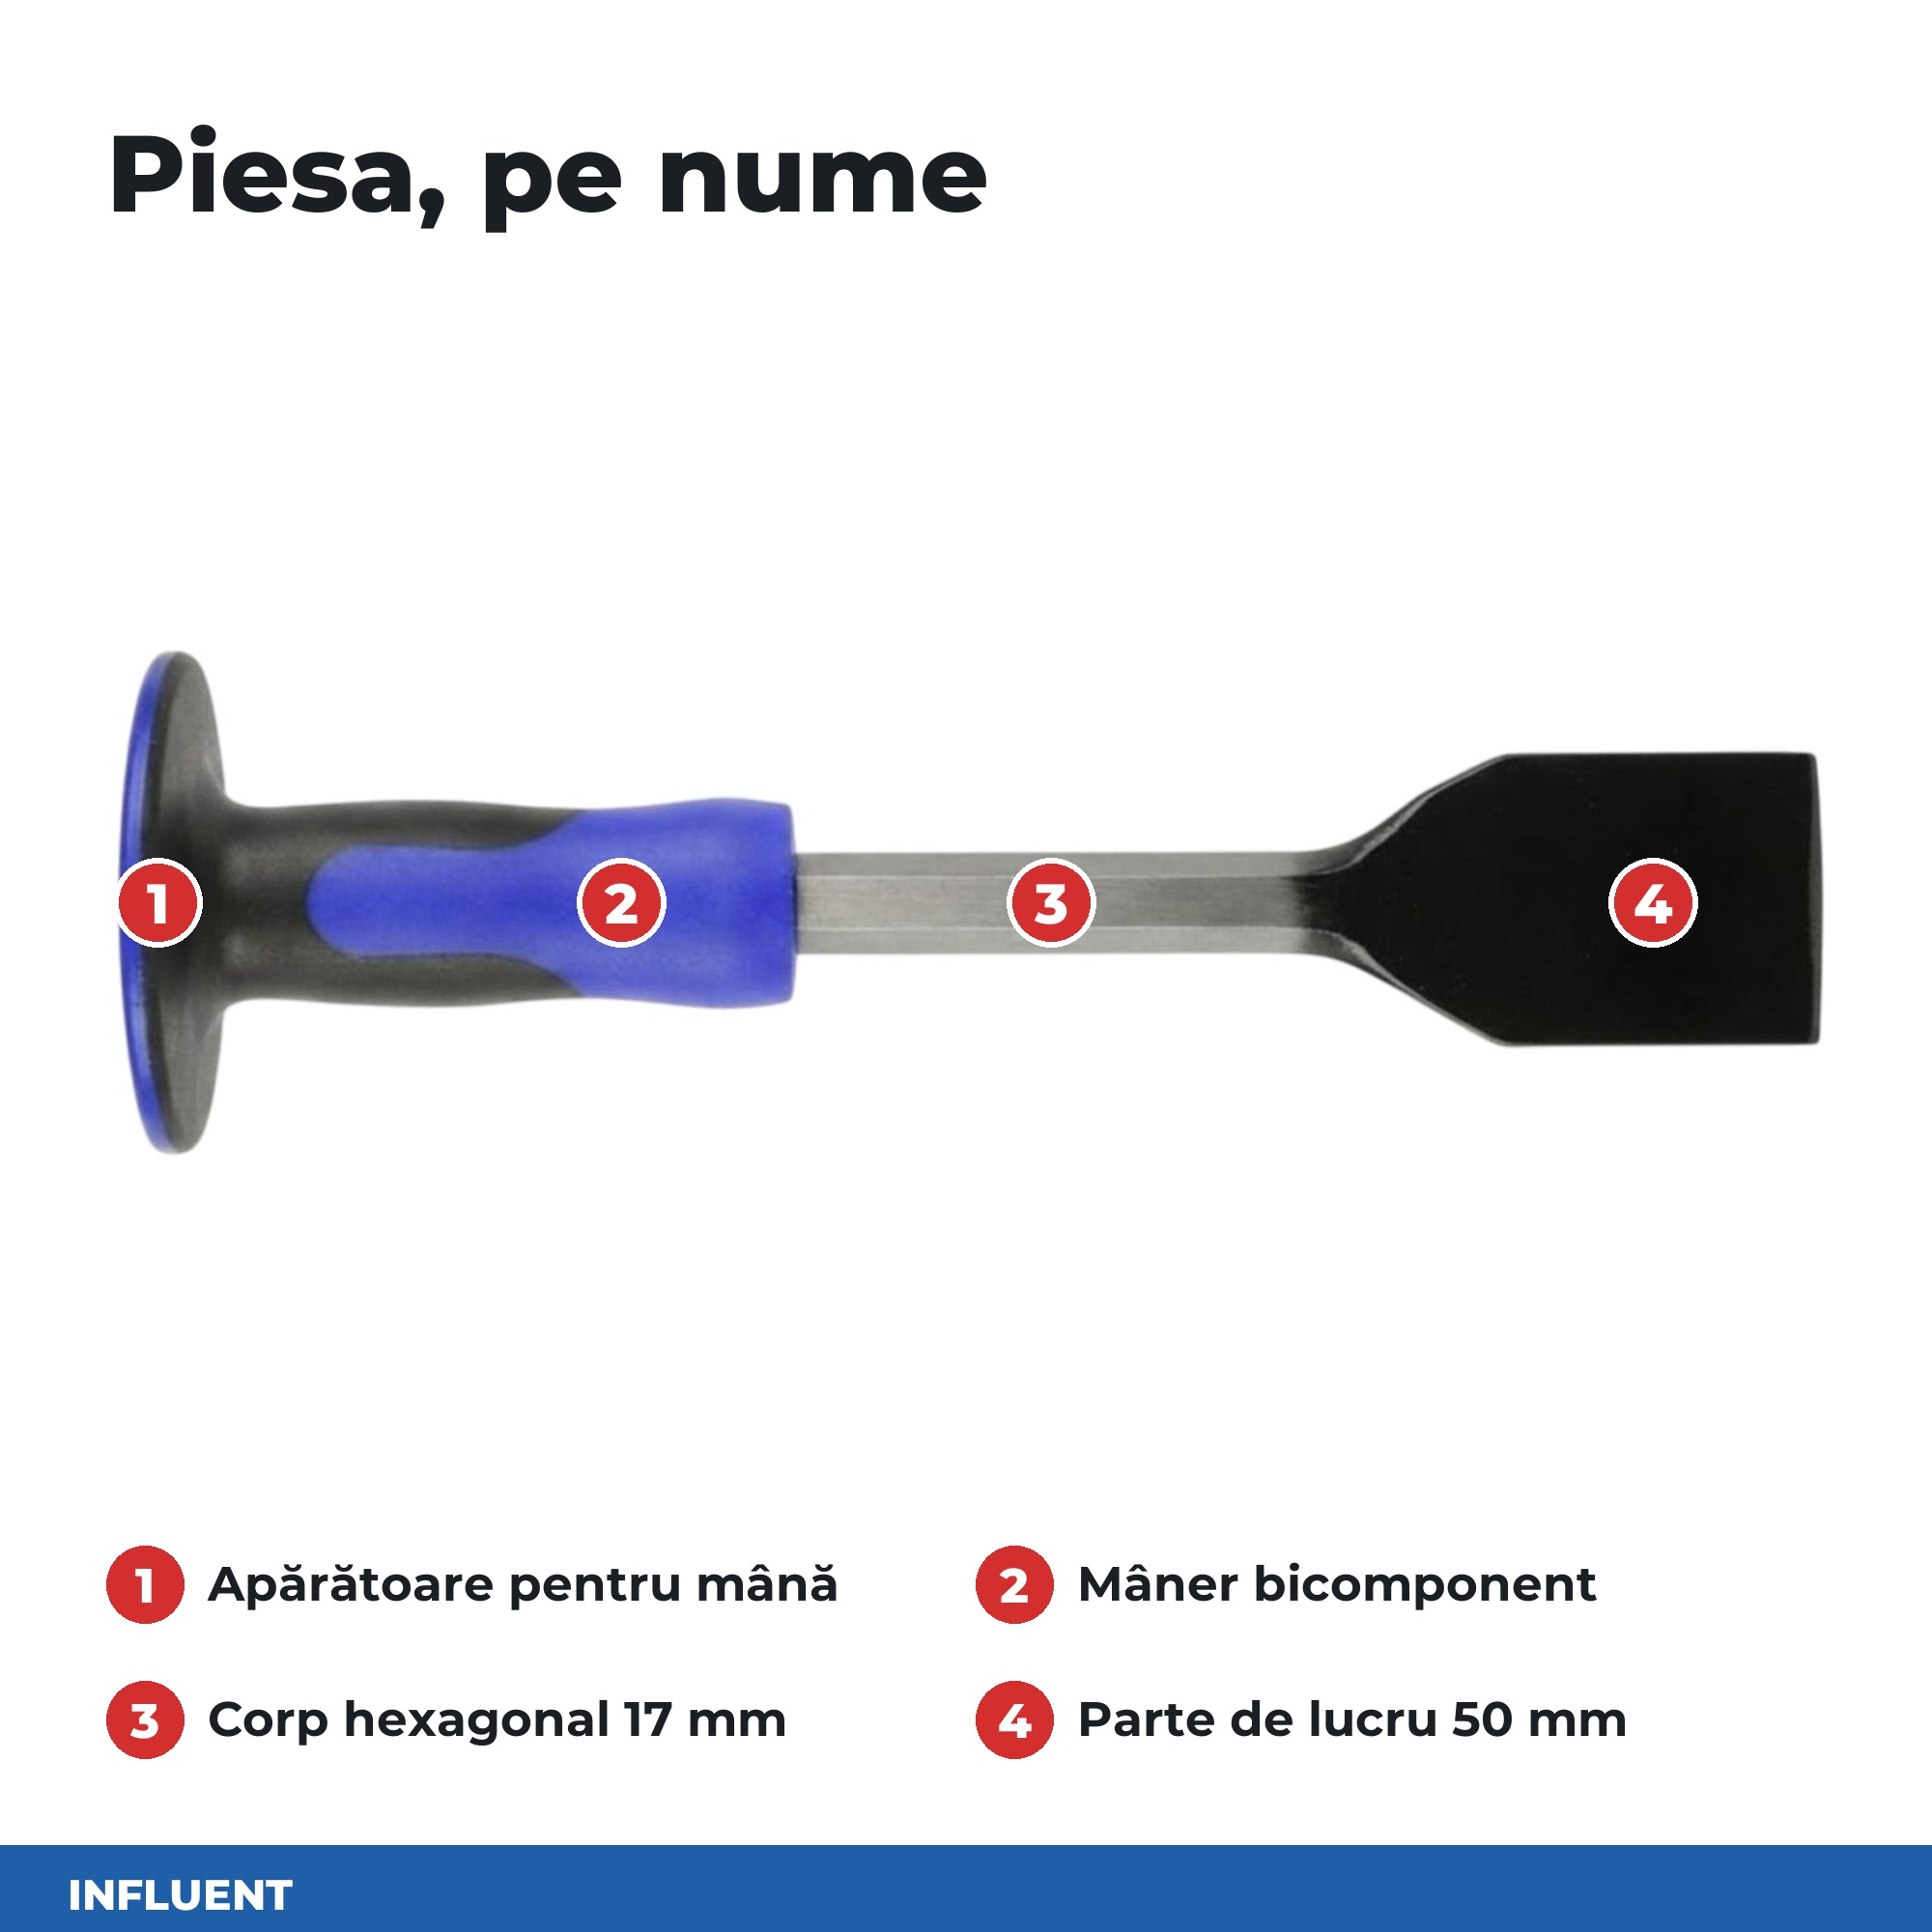 Piesa, pe nume
1 2 3 4
1 Apărătoare pentru mână
2 Mâner bicomponent
3 Corp hexagonal 17 mm
4 Parte de lucru 50 mm
INFLUENT